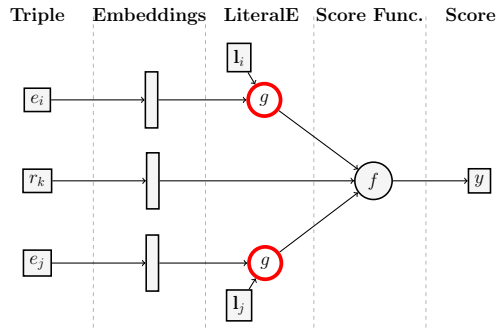 Triple Embeddings LiteralE Score Func. Score
l_i
e_i g
r_k f y
e_j g
l_j